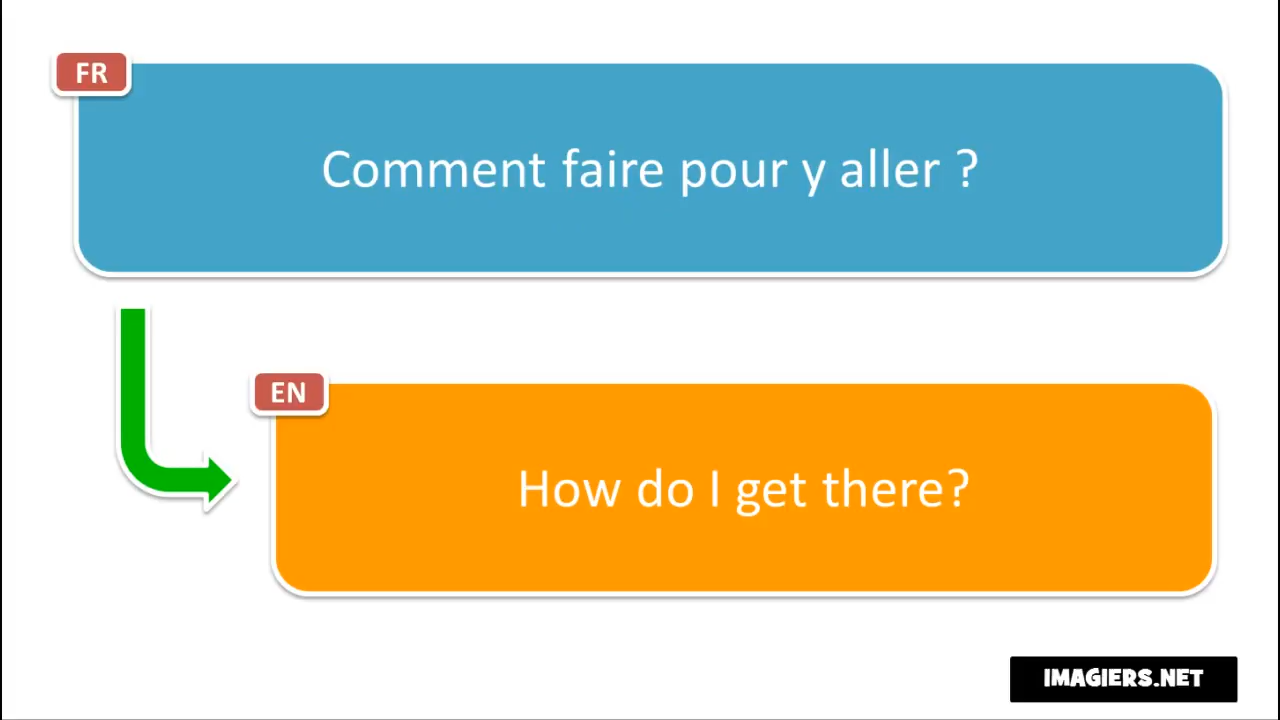 FR
Comment faire pour y aller ?
EN
How do I get there?
IMAGIERS.NET